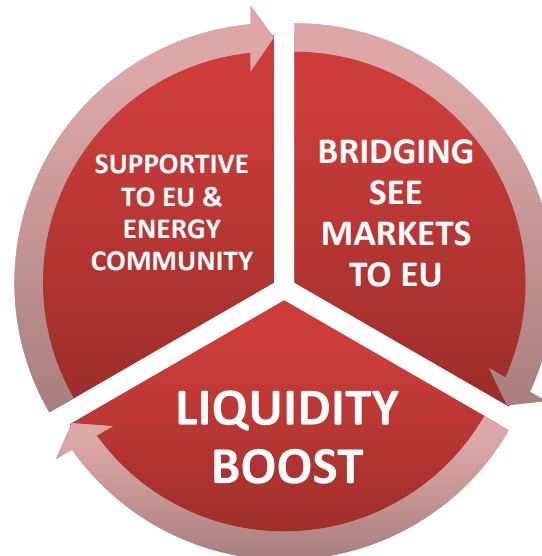 SUPPORTIVE
TO EU &
ENERGY
COMMUNITY
BRIDGING
SEE
MARKETS
TO EU
LIQUIDITY
BOOST